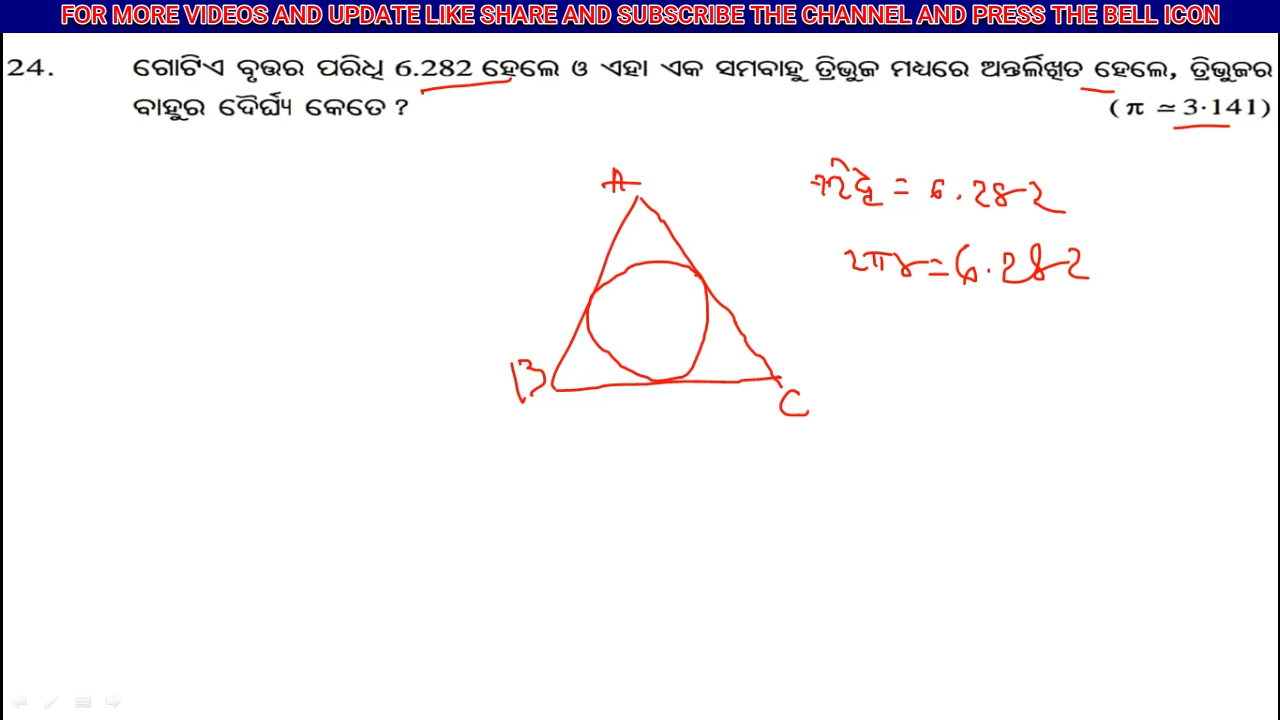 FOR MORE VIDEOS AND UPDATE LIKE SHARE AND SUBSCRIBE THE CHANNEL AND PRESS THE BELL ICON
24. ଗୋଟିଏ ବୃତ୍ତର ପରିଧି 6.282 ହେଲେ ଓ ଏହା ଏକ ସମବାହୁ ତ୍ରିଭୁଜ ମଧ୍ୟରେ ଅନ୍ତର୍ଲିଖିତ ହେଲେ, ତ୍ରିଭୁଜର
ବାହୁର ଦୈର୍ଘ୍ୟ କେତେ ? (π ≃ 3·141)
A
= 6.282
2πr = 6.282
B
C